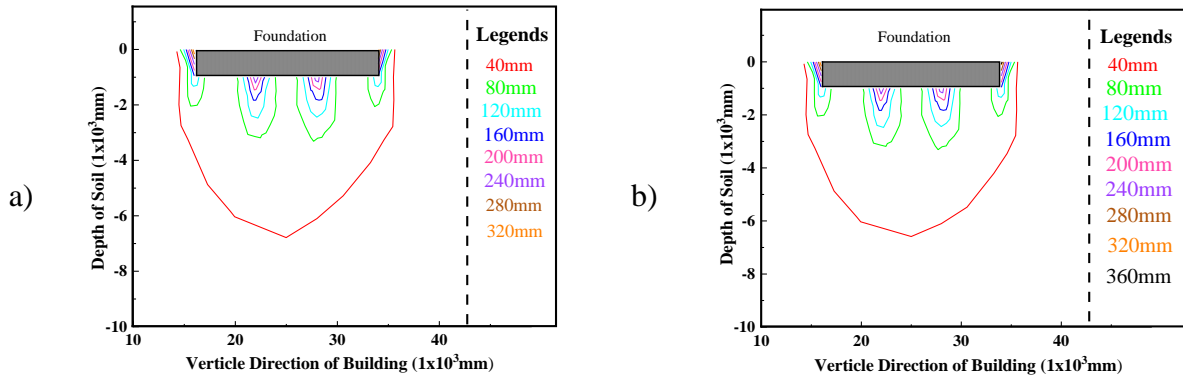 a)
Foundation
Legends
40mm
80mm
120mm
160mm
200mm
240mm
280mm
320mm
0
-2
-4
-6
-8
-10
Depth of Soil (1x10³mm)
10 20 30 40
Verticle Direction of Building (1x10³mm)
b)
Foundation
Legends
40mm
80mm
120mm
160mm
200mm
240mm
280mm
320mm
360mm
0
-2
-4
-6
-8
-10
Depth of Soil (1x10³mm)
10 20 30 40
Verticle Direction of Building (1x10³mm)